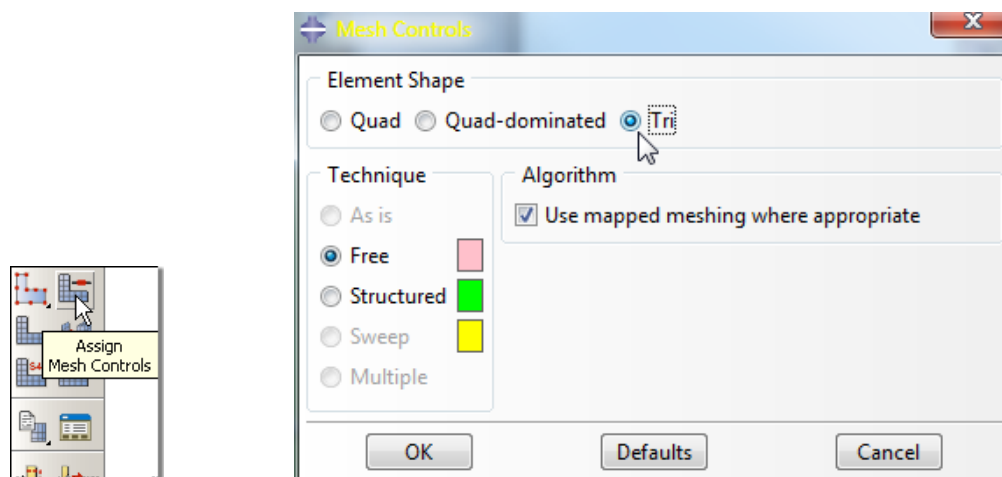 Assign
Mesh Controls
Mesh Controls
Element Shape
Quad Quad-dominated Tri
Technique
As is
Free
Structured
Sweep
Multiple
Algorithm
Use mapped meshing where appropriate
OK Defaults Cancel